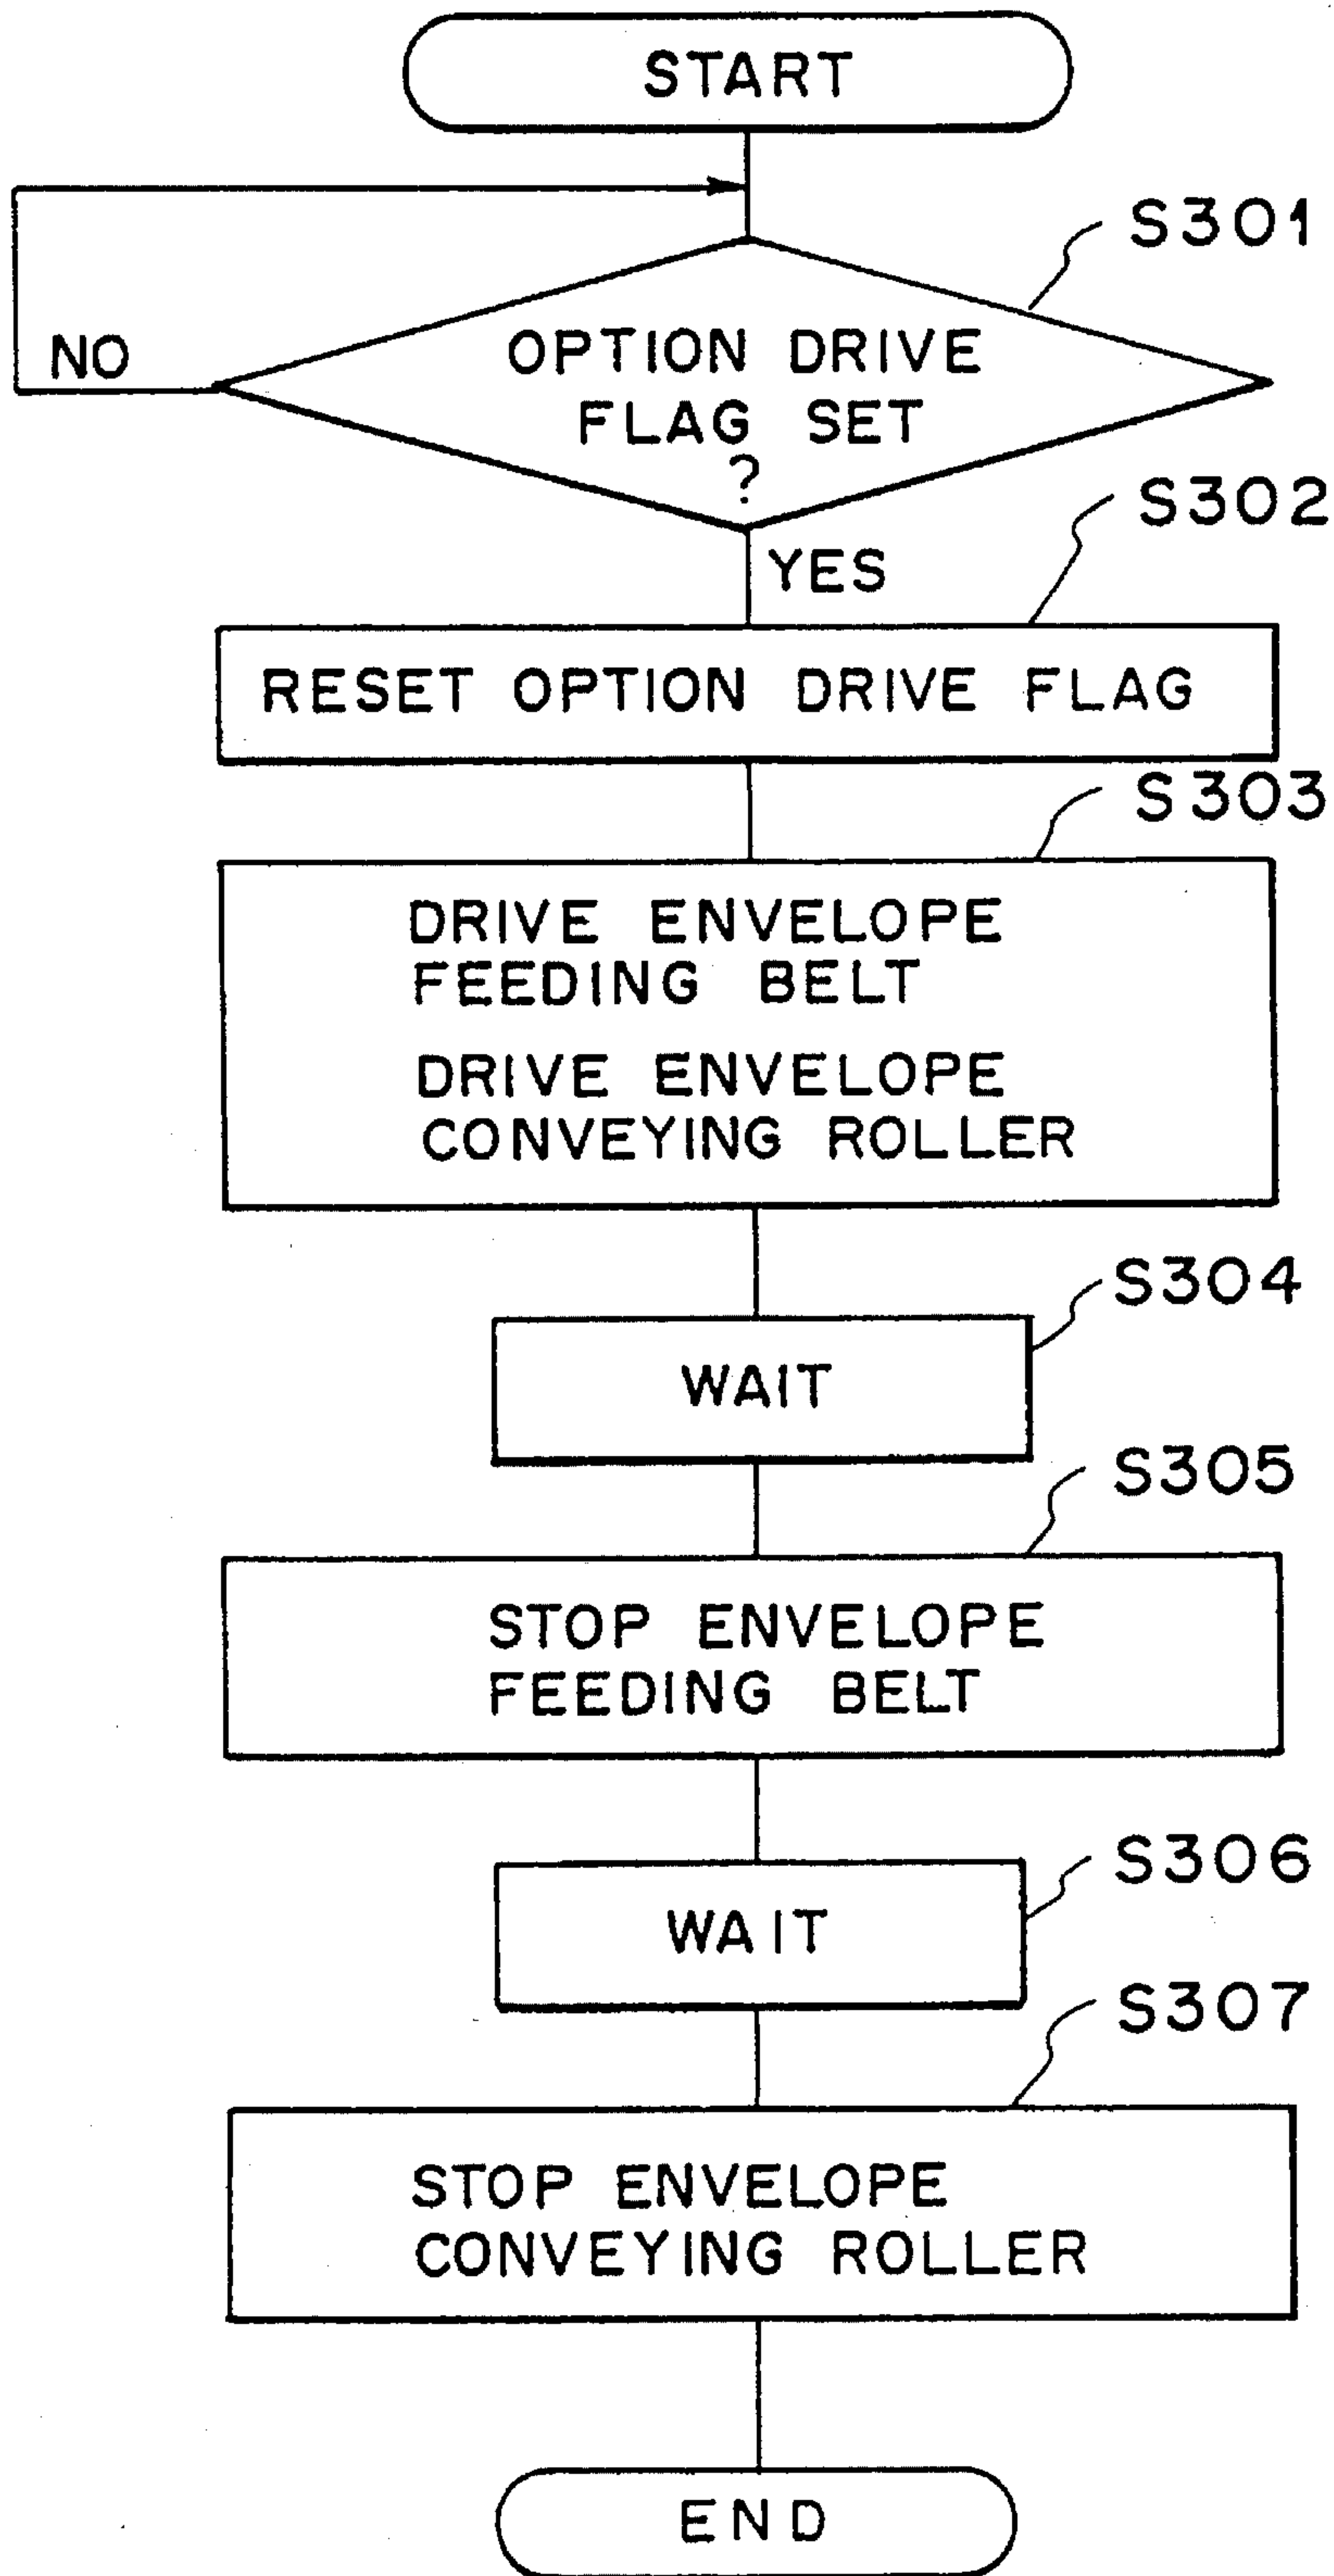 START
S301
NO
OPTION DRIVE
FLAG SET
?
S302
YES
RESET OPTION DRIVE FLAG
S303
DRIVE ENVELOPE
FEEDING BELT
DRIVE ENVELOPE
CONVEYING ROLLER
S304
WAIT
S305
STOP ENVELOPE
FEEDING BELT
S306
WAIT
S307
STOP ENVELOPE
CONVEYING ROLLER
END